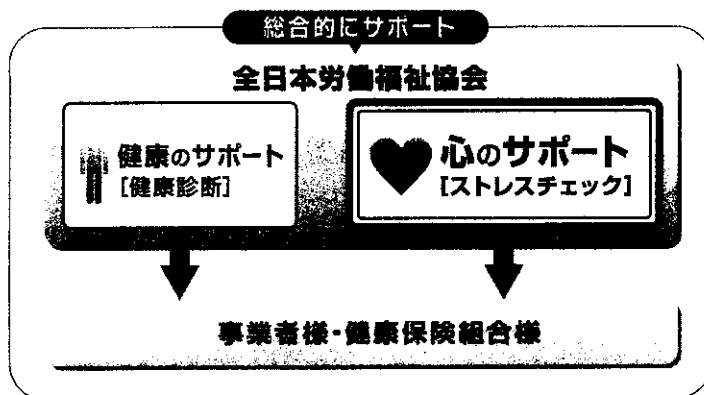 総合的にサポート
全日本労働福祉協会
健康のサポート
[健康診断]
心のサポート
[ストレスチェック]
事業者様・健康保険組合様